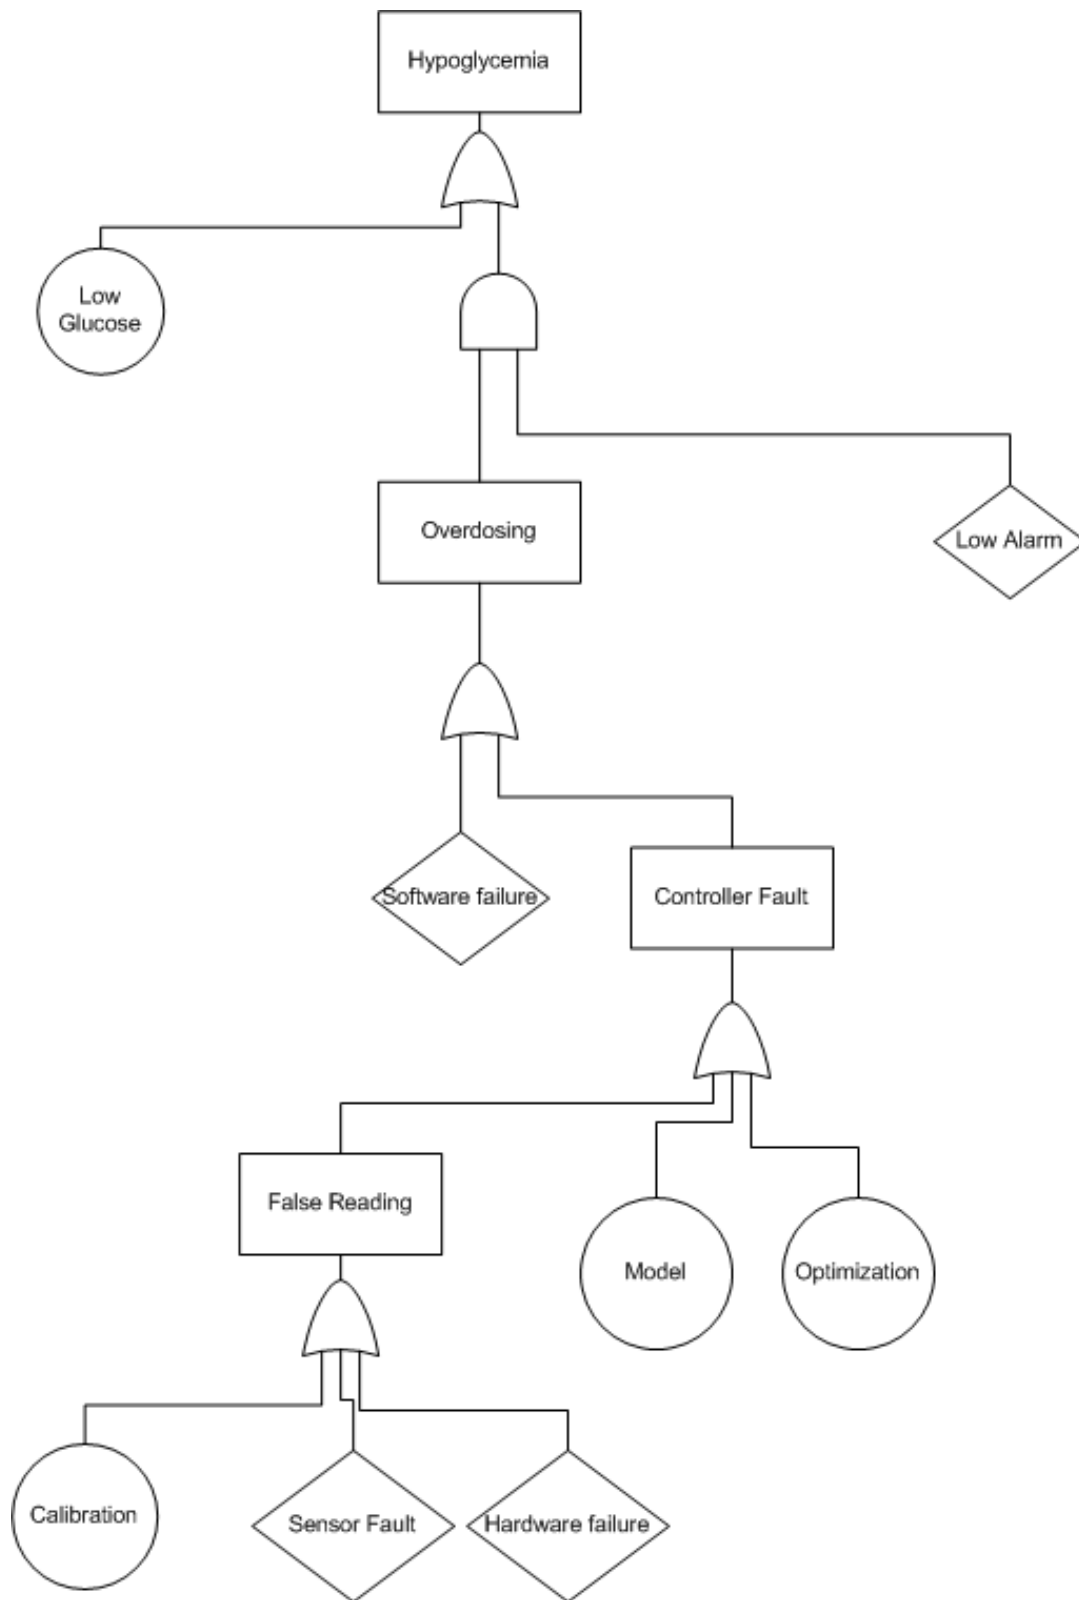 Hypoglycemia
Low
Glucose
Overdosing
Low Alarm
Software failure
Controller Fault
False Reading
Model
Optimization
Calibration
Sensor Fault
Hardware failure